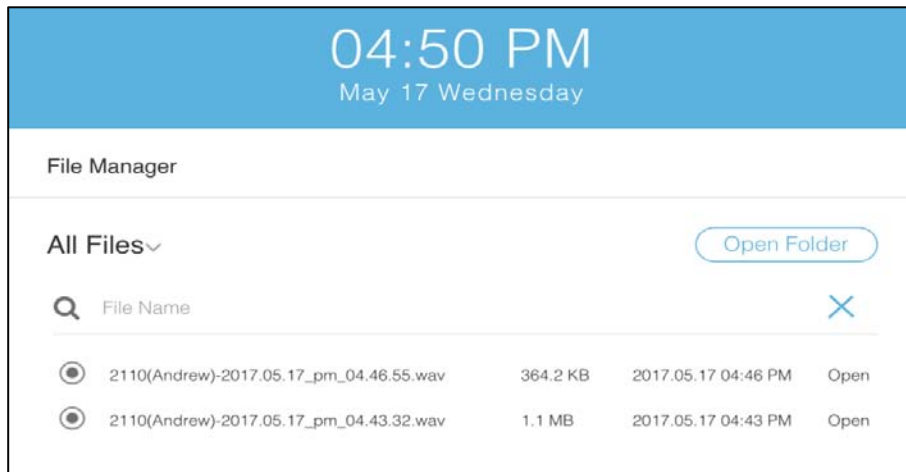 04:50 PM
May 17 Wednesday
File Manager
All Files
Open Folder
File Name
2110(Andrew)-2017.05.17_pm_04.46.55.wav 364.2 KB 2017.05.17 04:46 PM Open
2110(Andrew)-2017.05.17_pm_04.43.32.wav 1.1 MB 2017.05.17 04:43 PM Open